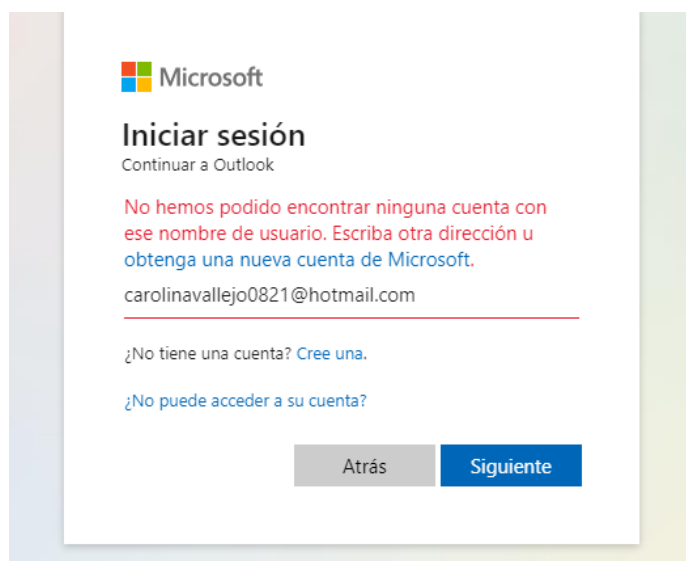 Microsoft
Iniciar sesión
Continuar a Outlook
No hemos podido encontrar ninguna cuenta con
ese nombre de usuario. Escriba otra dirección u
obtenga una nueva cuenta de Microsoft.
carolinavallejo0821@hotmail.com
¿No tiene una cuenta? Cree una.
¿No puede acceder a su cuenta?
Atrás Siguiente